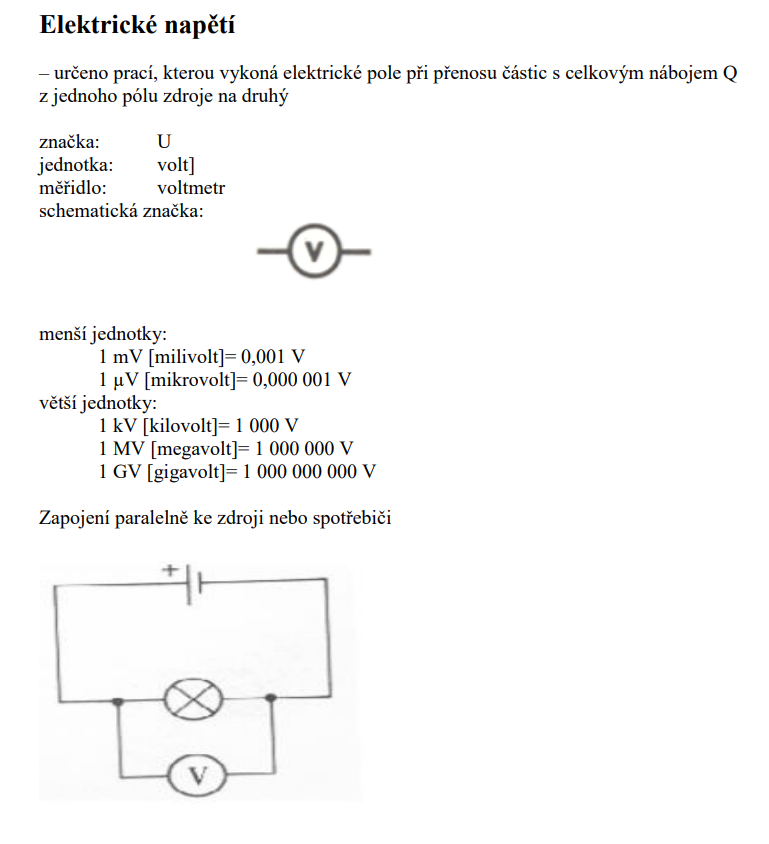 Elektrické napětí
– určeno prací, kterou vykoná elektrické pole při přenosu částic s celkovým nábojem Q
z jednoho pólu zdroje na druhý
značka: U
jednotka: volt]
měřidlo: voltmetr
schematická značka:
V
menší jednotky:
1 mV [milivolt]= 0,001 V
1 μV [mikrovolt]= 0,000 001 V
větší jednotky:
1 kV [kilovolt]= 1 000 V
1 MV [megavolt]= 1 000 000 V
1 GV [gigavolt]= 1 000 000 000 V
Zapojení paralelně ke zdroji nebo spotřebiči
+
V